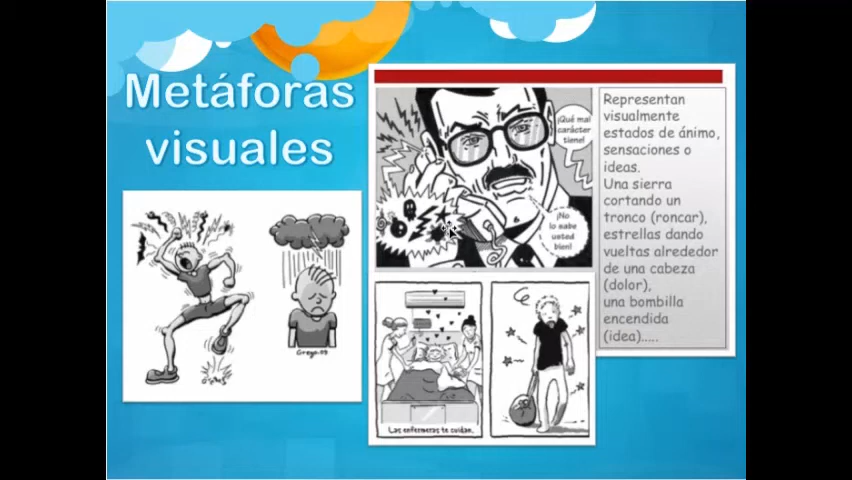 Metáforas
visuales
¡Qué mal
carácter
tiene!
¡No
lo sabe
usted
bien!
Representan
visualmente
estados de ánimo,
sensaciones o
ideas.
Una sierra
cortando un
tronco (roncar),
estrellas dando
vueltas alrededor
de una cabeza
(dolor),
una bombilla
encendida
(idea).....
Las enfermeras te cuidan.